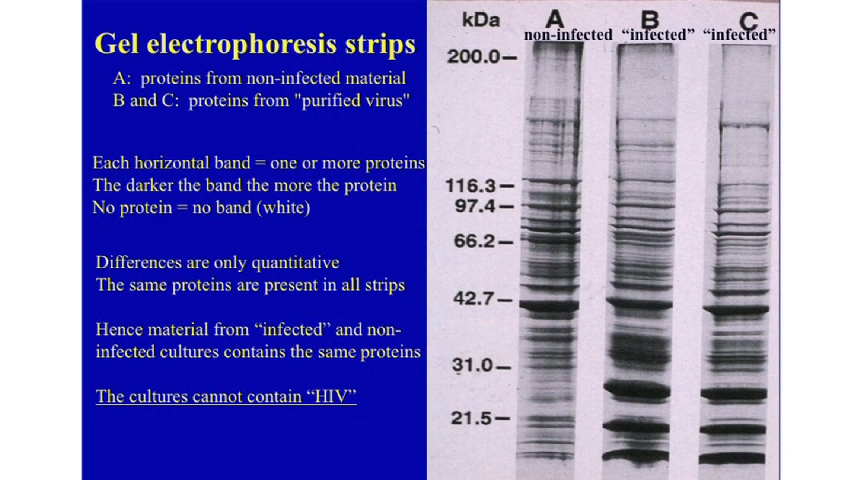 Gel electrophoresis strips
A: proteins from non-infected material
B and C: proteins from "purified virus"
Each horizontal band = one or more proteins
The darker the band the more the protein
No protein = no band (white)
Differences are only quantitative
The same proteins are present in all strips
Hence material from “infected” and non-
infected cultures contains the same proteins
The cultures cannot contain “HIV”
kDa A B C
non-infected “infected” “infected”
200.0
116.3
97.4
66.2
42.7
31.0
21.5